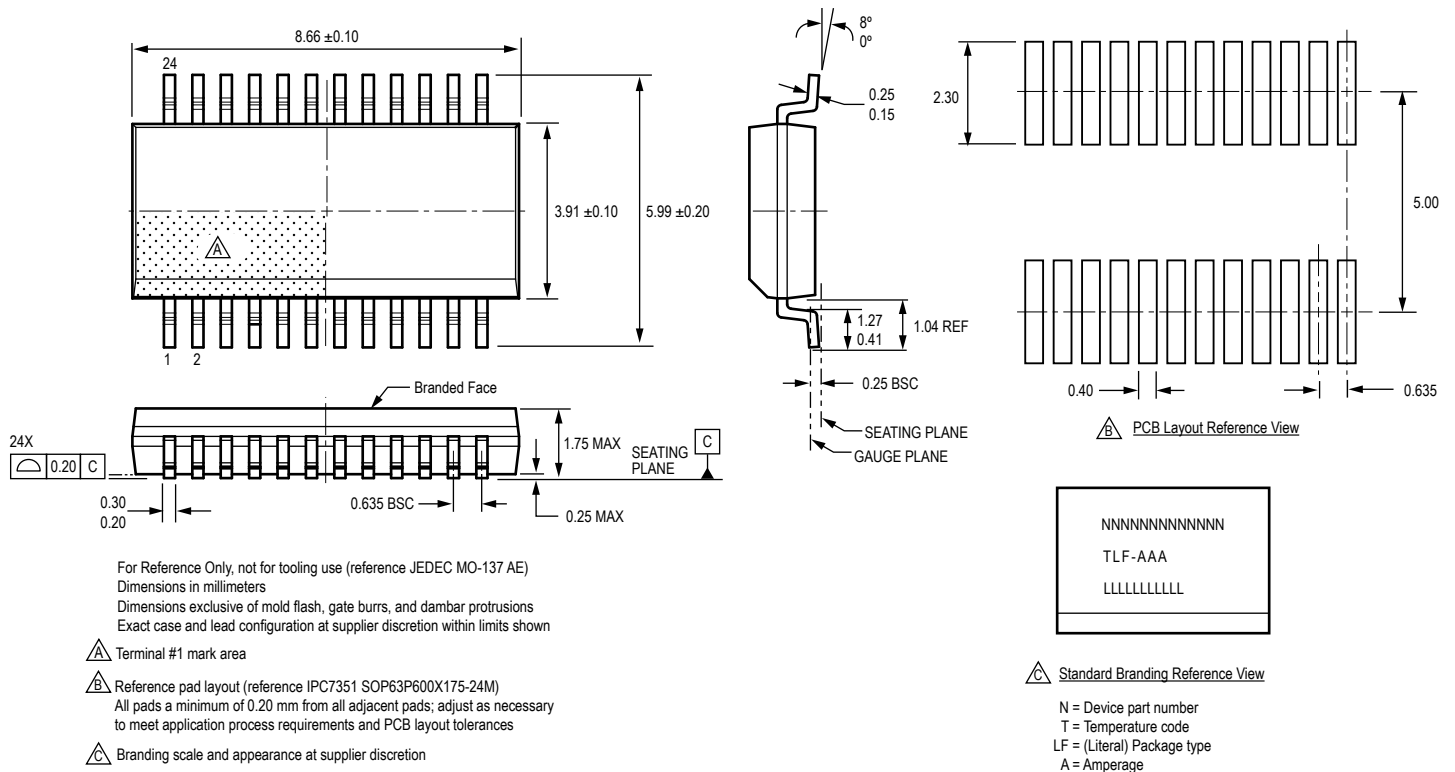 8.66 ±0.10
24
3.91 ±0.10
5.99 ±0.20
A
1 2
8º
0º
0.25
0.15
1.27
0.41
1.04 REF
0.25 BSC
SEATING PLANE
GAUGE PLANE
2.30
5.00
0.40
0.635
B PCB Layout Reference View
Branded Face
24X
0.20 C
1.75 MAX
SEATING
PLANE
C
0.30
0.20
0.635 BSC
0.25 MAX
For Reference Only, not for tooling use (reference JEDEC MO-137 AE)
Dimensions in millimeters
Dimensions exclusive of mold flash, gate burrs, and dambar protrusions
Exact case and lead configuration at supplier discretion within limits shown
A Terminal #1 mark area
B Reference pad layout (reference IPC7351 SOP63P600X175-24M)
All pads a minimum of 0.20 mm from all adjacent pads; adjust as necessary
to meet application process requirements and PCB layout tolerances
C Branding scale and appearance at supplier discretion
NNNNNNNNNNNNN
TLF-AAA
LLLLLLLLLLL
C Standard Branding Reference View
N = Device part number
T = Temperature code
LF = (Literal) Package type
A = Amperage